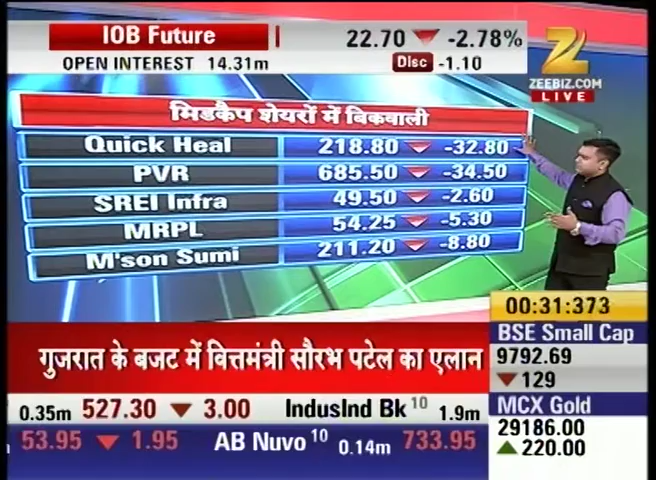 IOB Future
22.70 -2.78%
OPEN INTEREST 14.31m
Disc -1.10
Z
ZEEBIZ.COM
LIVE
मिडकैप शेयरों में बिकवाली
Quick Heal 218.80 -32.80
PVR 685.50 -34.50
SREI Infra 49.50 -2.60
MRPL 54.25 -5.30
M'son Sumi 211.20 -8.80
00:31:373
BSE Small Cap
9792.69
129
MCX Gold
29186.00
220.00
गुजरात के बजट में वित्तमंत्री सौरभ पटेल का एलान
0.35m 527.30 3.00 IndusInd Bk 10 1.9m
53.95 1.95 AB Nuvo 10 0.14m 733.95